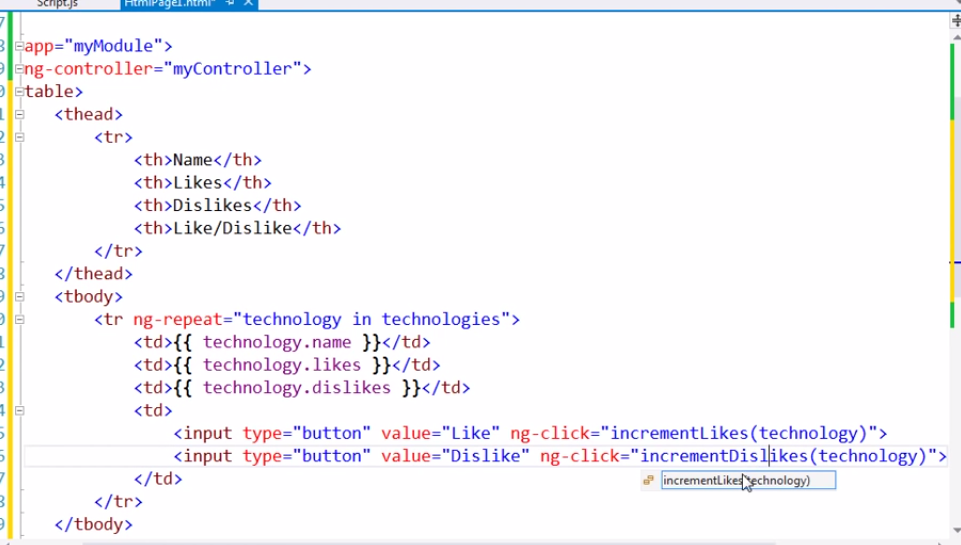 Script.js HtmlPage1.html*
app="myModule">
ng-controller="myController">
table>
<thead>
<tr>
<th>Name</th>
<th>Likes</th>
<th>Dislikes</th>
<th>Like/Dislike</th>
</tr>
</thead>
<tbody>
<tr ng-repeat="technology in technologies">
<td>{{ technology.name }}</td>
<td>{{ technology.likes }}</td>
<td>{{ technology.dislikes }}</td>
<td>
<input type="button" value="Like" ng-click="incrementLikes(technology)">
<input type="button" value="Dislike" ng-click="incrementDislikes(technology)">
incrementLikes(technology)
</td>
</tr>
</tbody>